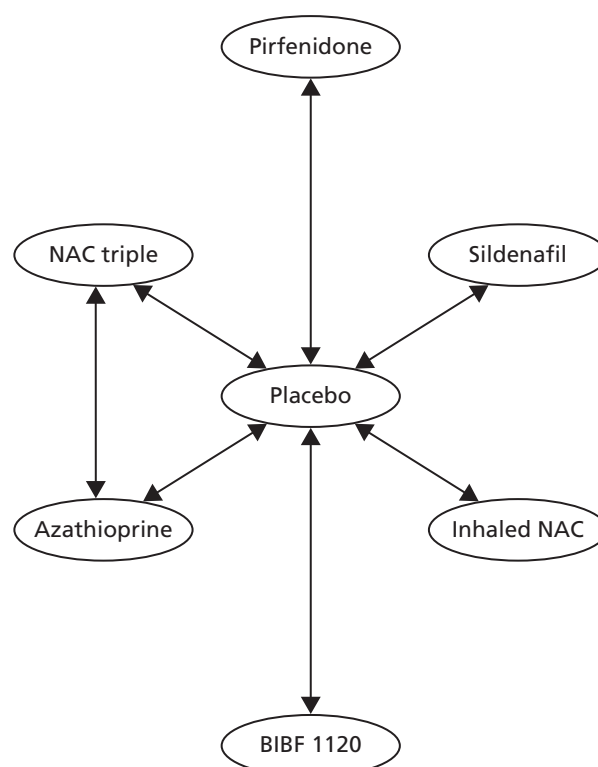 Pirfenidone
NAC triple
Sildenafil
Placebo
Azathioprine
Inhaled NAC
BIBF 1120